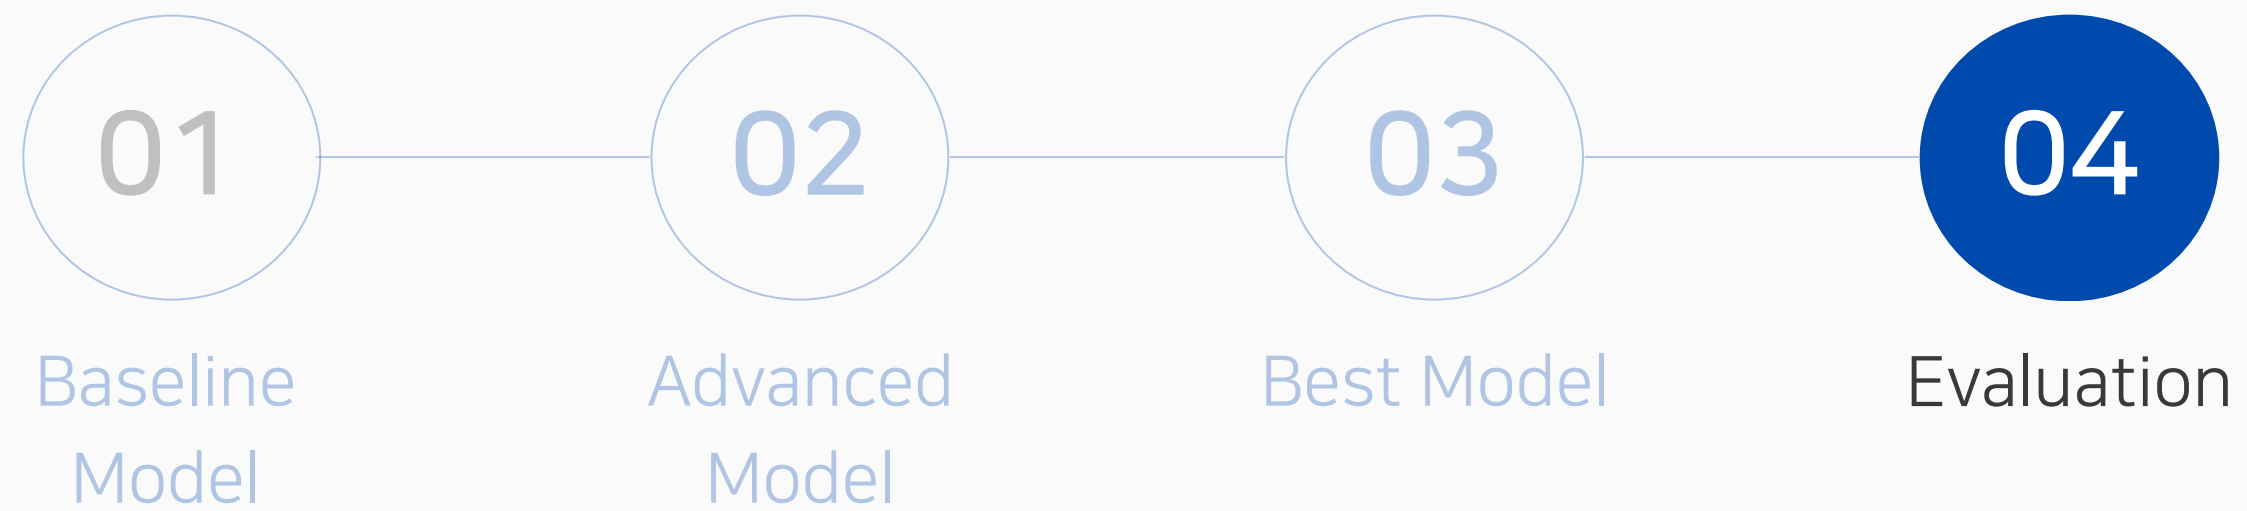 01
02
03
04
Baseline
Model
Advanced
Model
Best Model
Evaluation